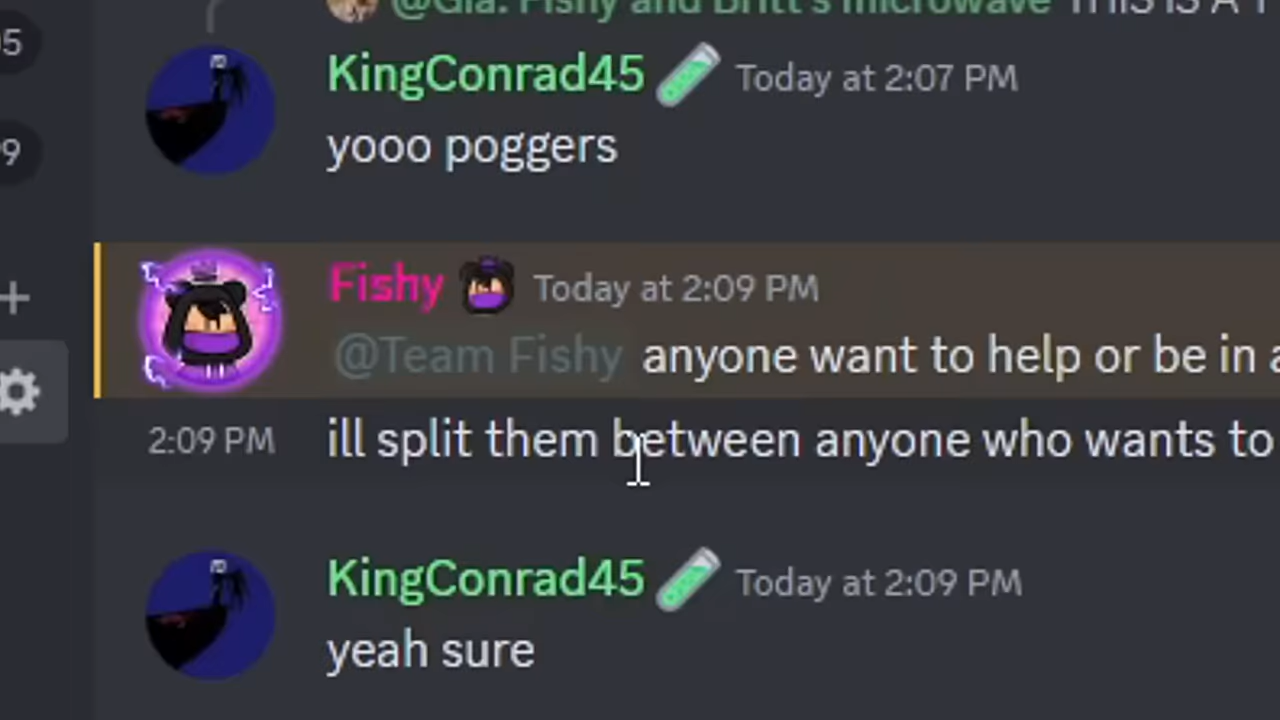 @Gia: Fishy and Britt's microwave THIS IS A
KingConrad45 Today at 2:07 PM
yooo poggers
Fishy Today at 2:09 PM
@Team Fishy anyone want to help or be in a
2:09 PM ill split them between anyone who wants to
KingConrad45 Today at 2:09 PM
yeah sure